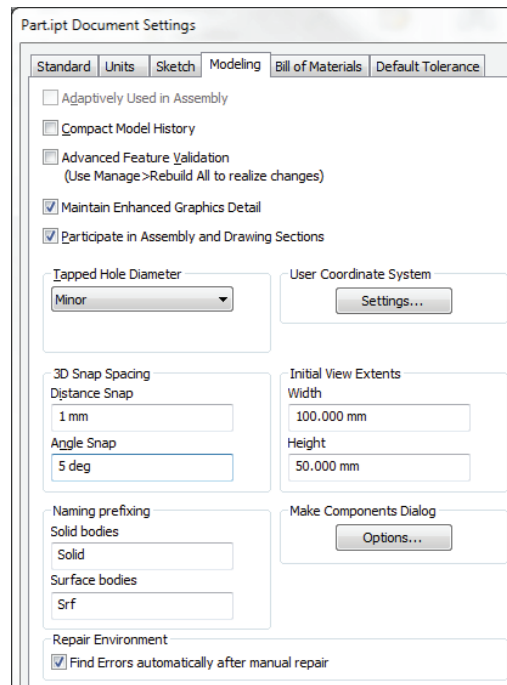 Part.ipt Document Settings
Standard Units Sketch Modeling Bill of Materials Default Tolerance
Adaptively Used in Assembly
Compact Model History
Advanced Feature Validation
(Use Manage>Rebuild All to realize changes)
Maintain Enhanced Graphics Detail
Participate in Assembly and Drawing Sections
Tapped Hole Diameter
Minor
User Coordinate System
Settings...
3D Snap Spacing
Distance Snap
1 mm
Angle Snap
5 deg
Initial View Extents
Width
100.000 mm
Height
50.000 mm
Naming prefixing
Solid bodies
Solid
Surface bodies
Srf
Make Components Dialog
Options...
Repair Environment
Find Errors automatically after manual repair